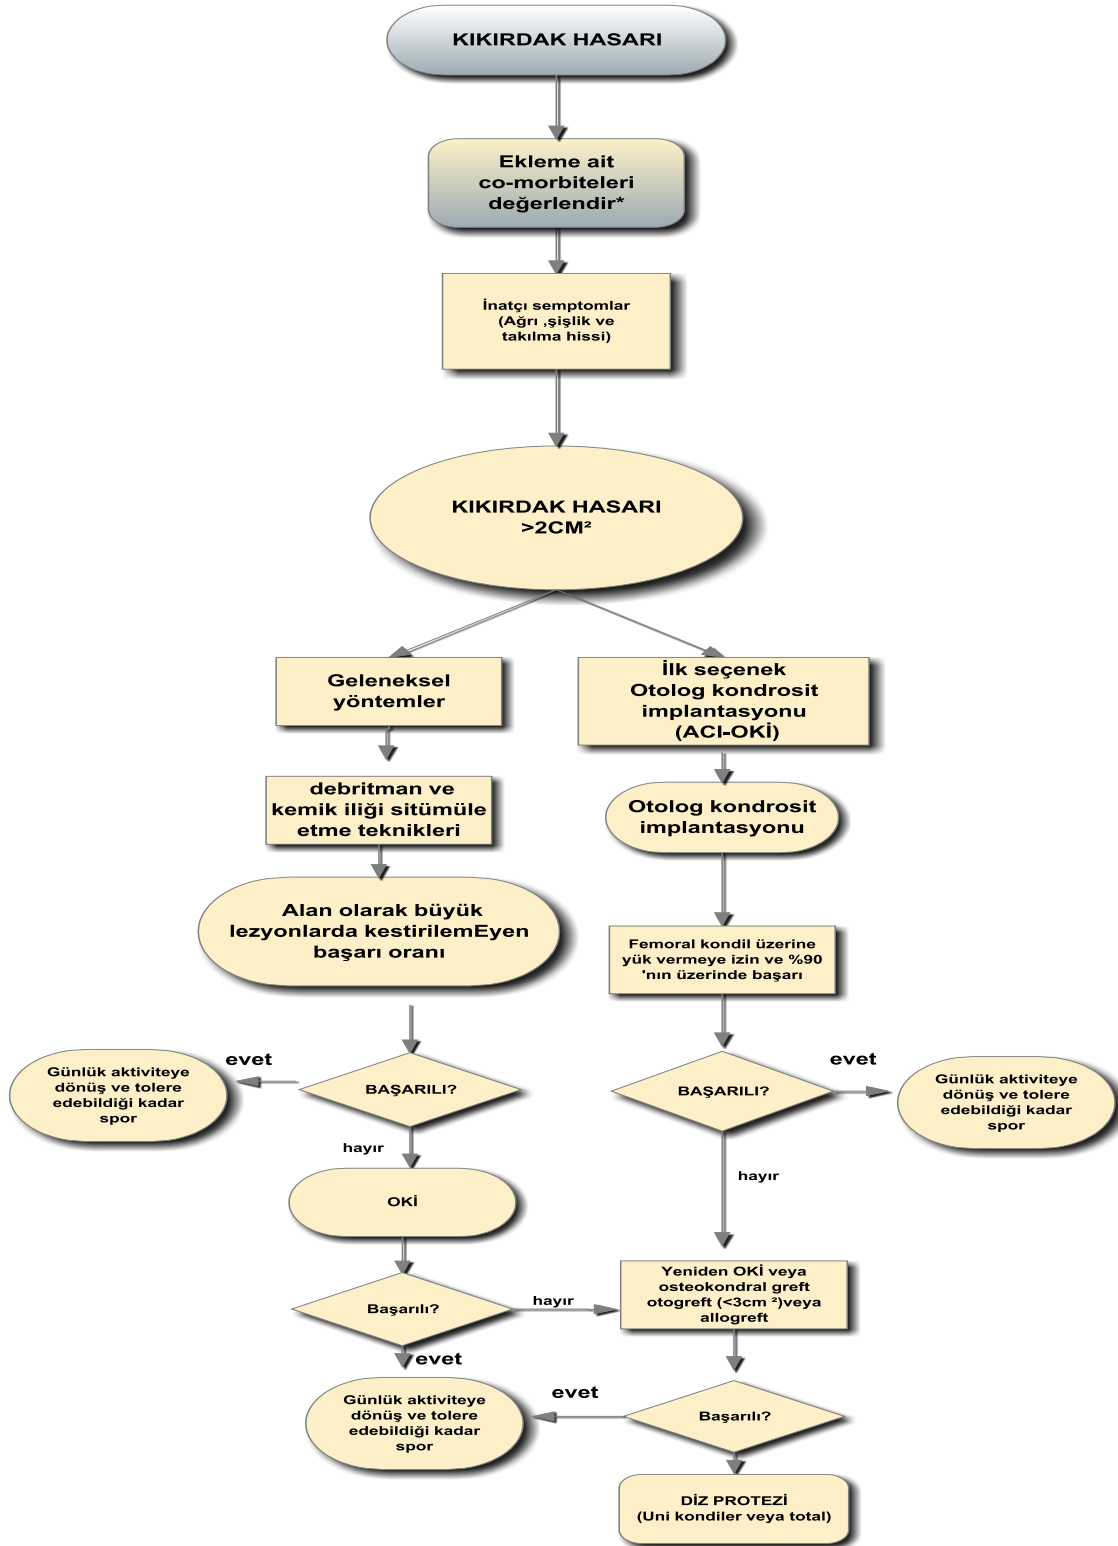 KIKIRDAK HASARI
Ekleme ait
co-morbiteleri
değerlendir*
İnatçı semptomlar
(Ağrı ,şişlik ve
takılma hissi)
KIKIRDAK HASARI
>2CM²
Geleneksel
yöntemler
İlk seçenek
Otolog kondrosit
implantasyonu
(ACI-OKİ)
debritman ve
kemik iliği sitümüle
etme teknikleri
Otolog kondrosit
implantasyonu
Alan olarak büyük
lezyonlarda kestirilemEyen
başarı oranı
Femoral kondil üzerine
yük vermeye izin ve %90
'nın üzerinde başarı
evet
Günlük aktiviteye
dönüş ve tolere
edebildiği kadar
spor
BAŞARILI?
BAŞARILI?
evet
Günlük aktiviteye
dönüş ve tolere
edebildiği kadar
spor
hayır
hayır
OKİ
Başarılı?
hayır
Yeniden OKİ veya
osteokondral greft
otogreft (<3cm ²)veya
allogreft
evet
Günlük aktiviteye
dönüş ve tolere
edebildiği kadar
spor
evet
Başarılı?
DİZ PROTEZİ
(Uni kondiler veya total)